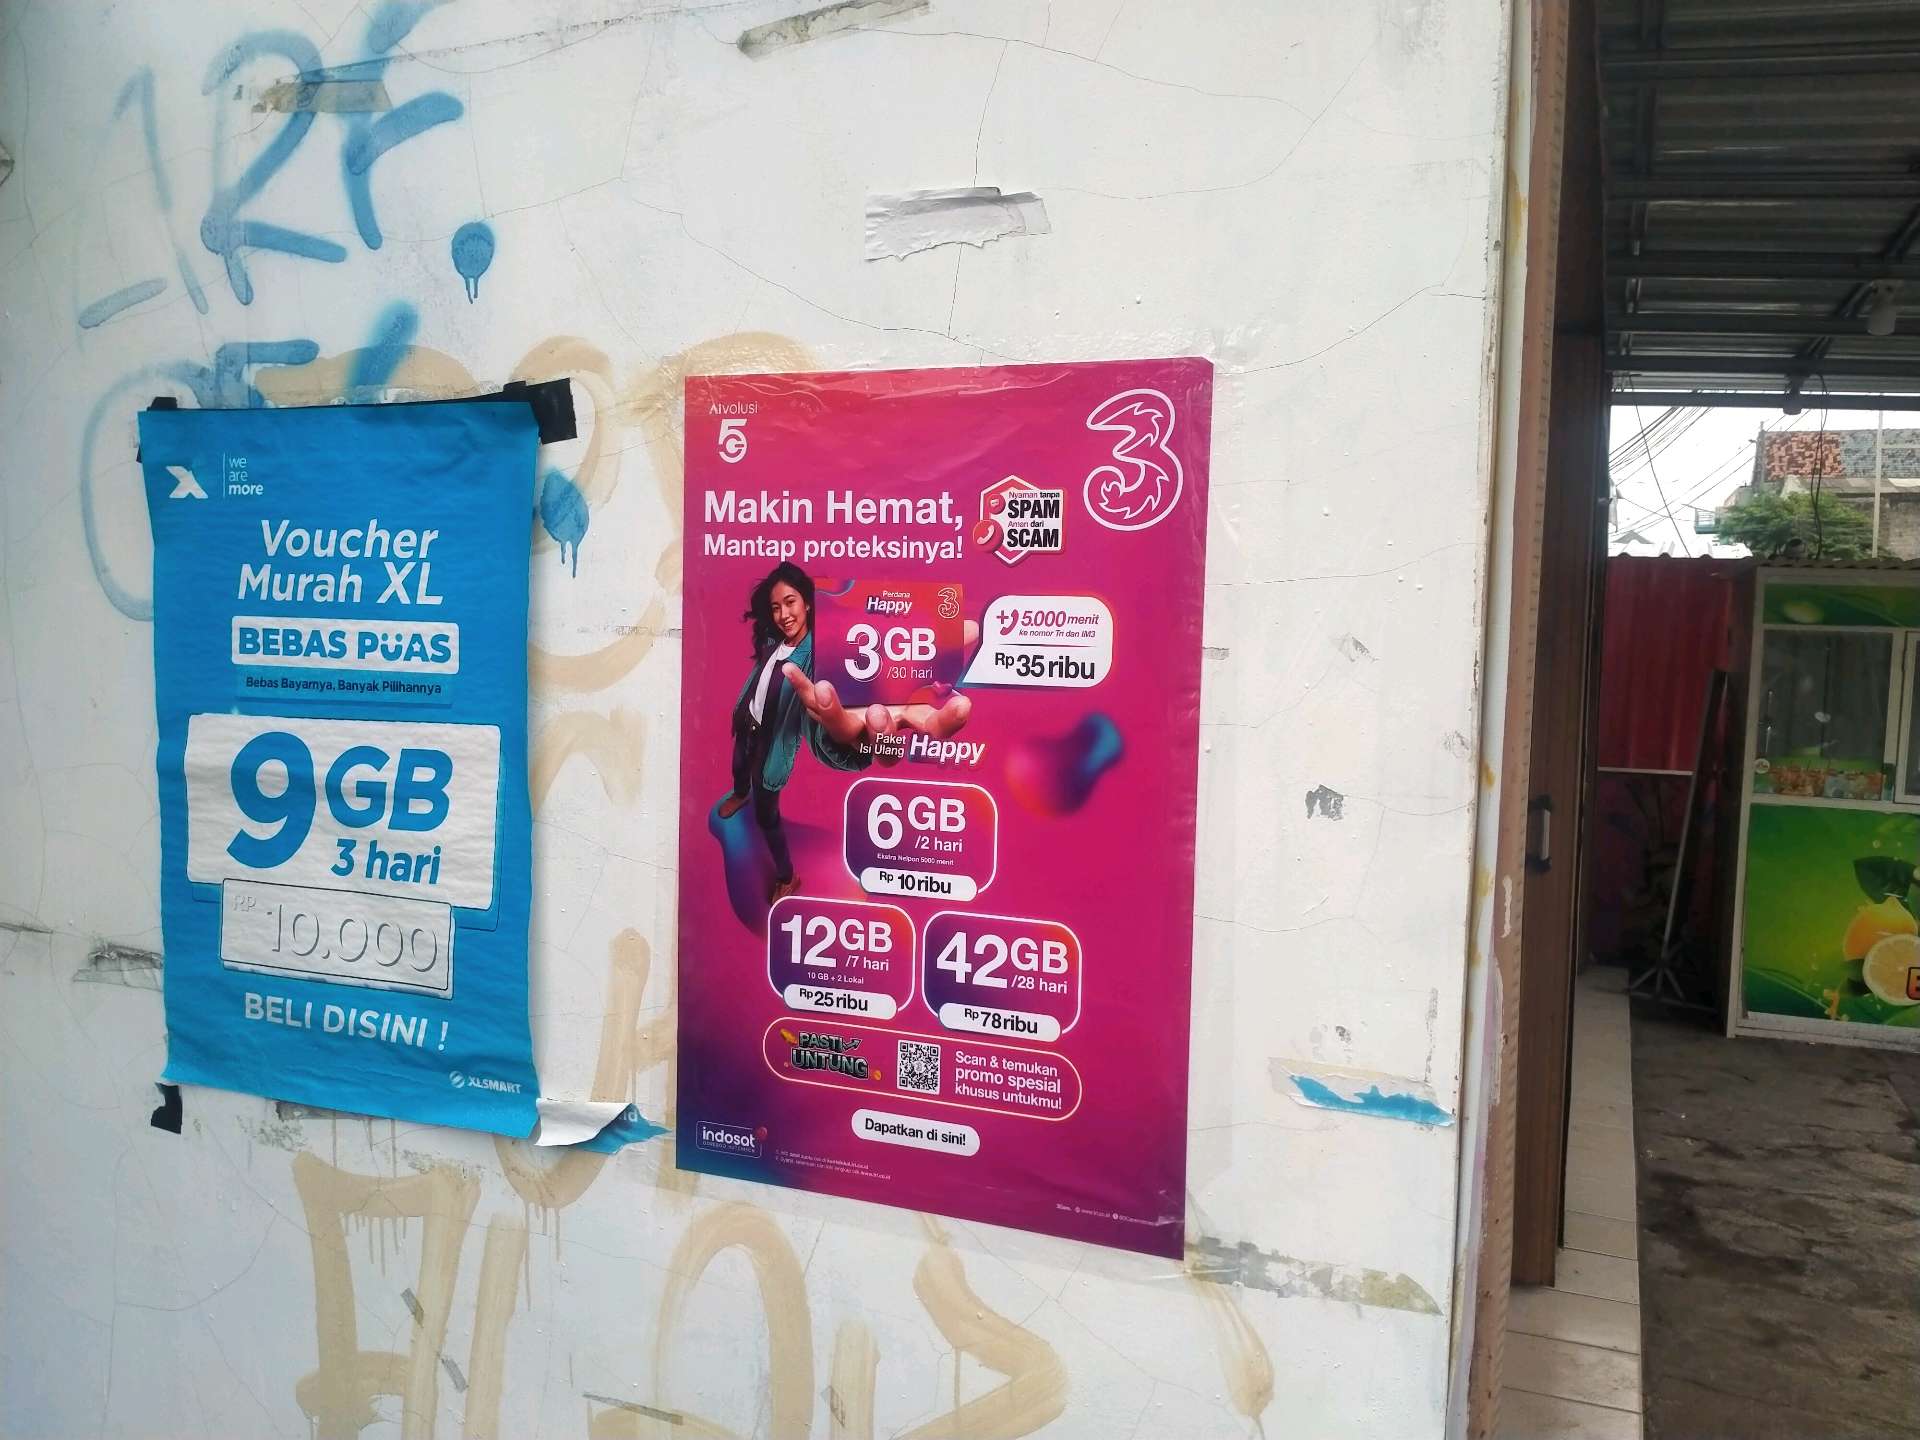 we
are
more
Voucher
Murah XL
BEBAS PUAS
Bebas Bayarnya, Banyak Pilihannya
9GB
3 hari
RP 10.000
BELI DISINI !
XLSMART
AIvolusi
5G
3
Makin Hemat,
Mantap proteksinya!
Nyaman tanpa
SPAM
Aman dari
SCAM
Perdana
Happy
3GB
/30 hari
+ 5.000 menit
ke nomor Tri dan IM3
Rp 35 ribu
Paket
Isi Ulang Happy
6GB
/2 hari
Ekstra Nelpon 5000 menit
Rp 10 ribu
12GB
/7 hari
10 GB + 2 Lokal
Rp 25 ribu
42GB
/28 hari
Rp 78 ribu
PASTI
UNTUNG
Scan & temukan
promo spesial
khusus untukmu!
Dapatkan di sini!
indosat
OOREDOO HUTCHISON